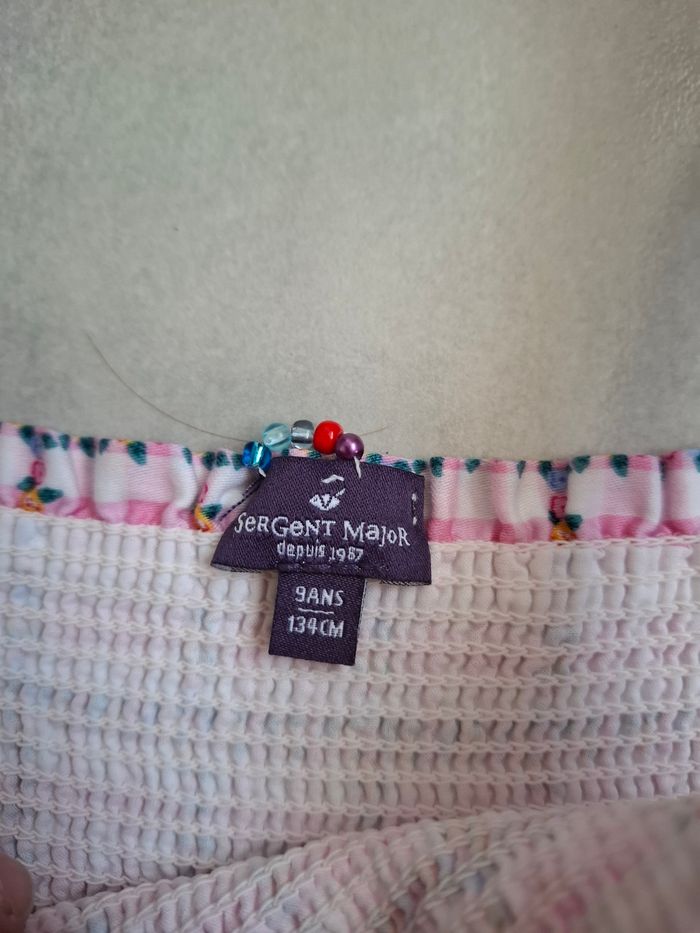 SeRGeNT MaJoR
depuis 1987
9ANS
134CM